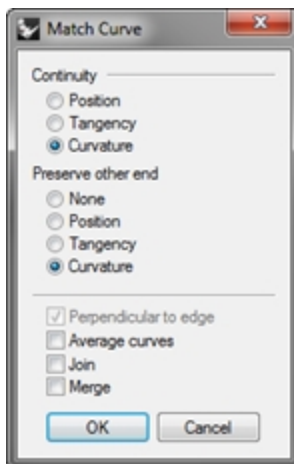 Match Curve
Continuity
Position
Tangency
Curvature
Preserve other end
None
Position
Tangency
Curvature
Perpendicular to edge
Average curves
Join
Merge
OK Cancel